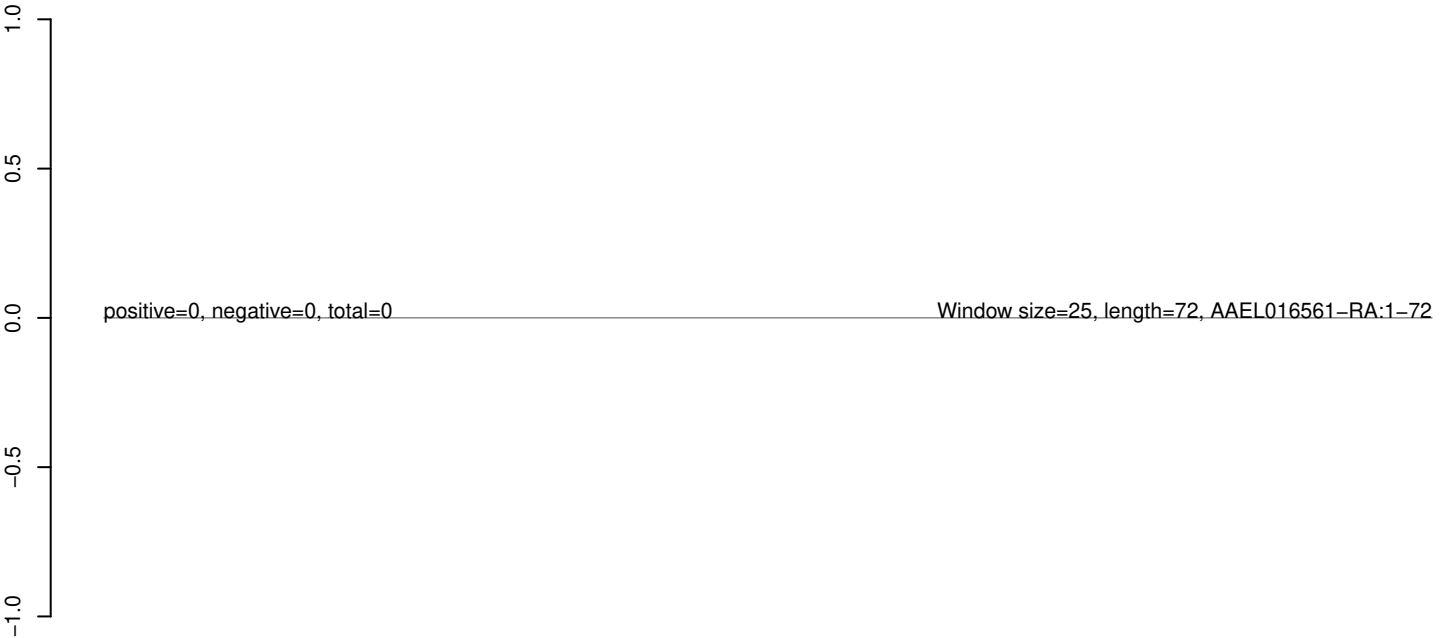 1.0
0.5
0.0
−0.5
−1.0
positive=0, negative=0, total=0
Window size=25, length=72, AAEL016561−RA:1−72